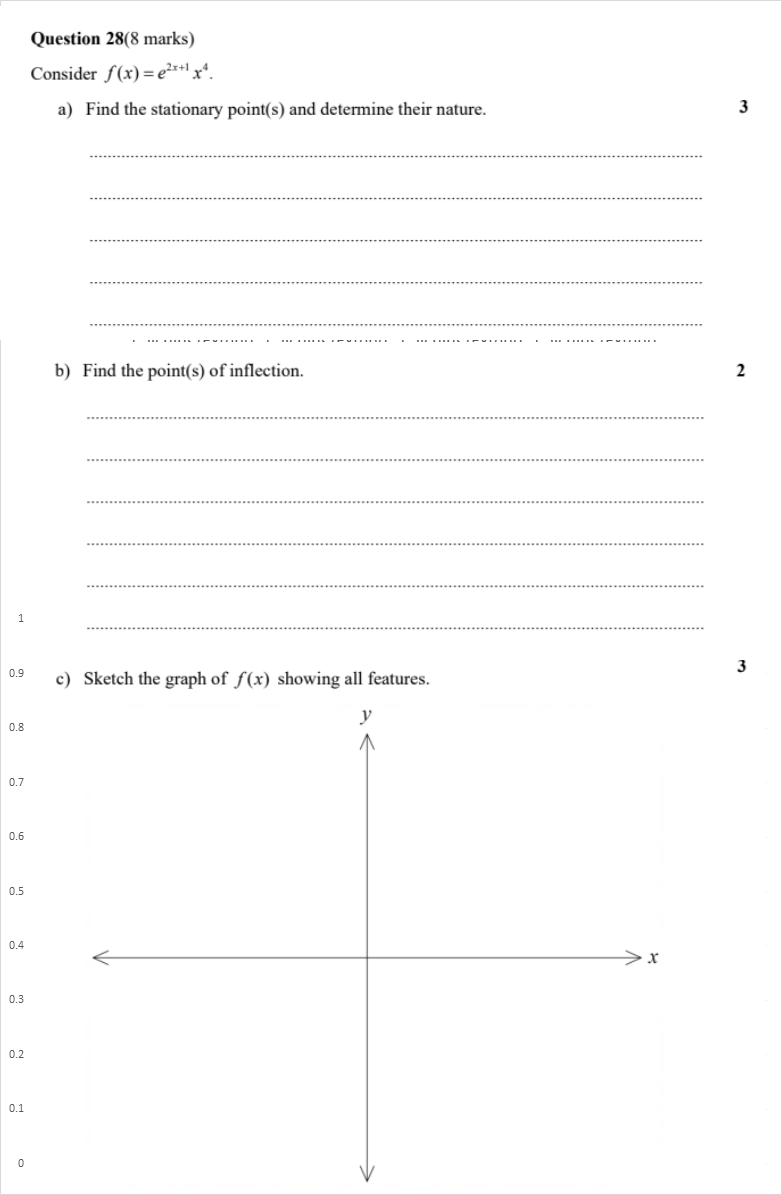 Question 28(8 marks)
Consider f(x) = e²ˣ⁺¹ x⁴.
a) Find the stationary point(s) and determine their nature. 3
b) Find the point(s) of inflection. 2
1
0.9
c) Sketch the graph of f(x) showing all features. 3
y
0.8
0.7
0.6
0.5
0.4
x
0.3
0.2
0.1
0